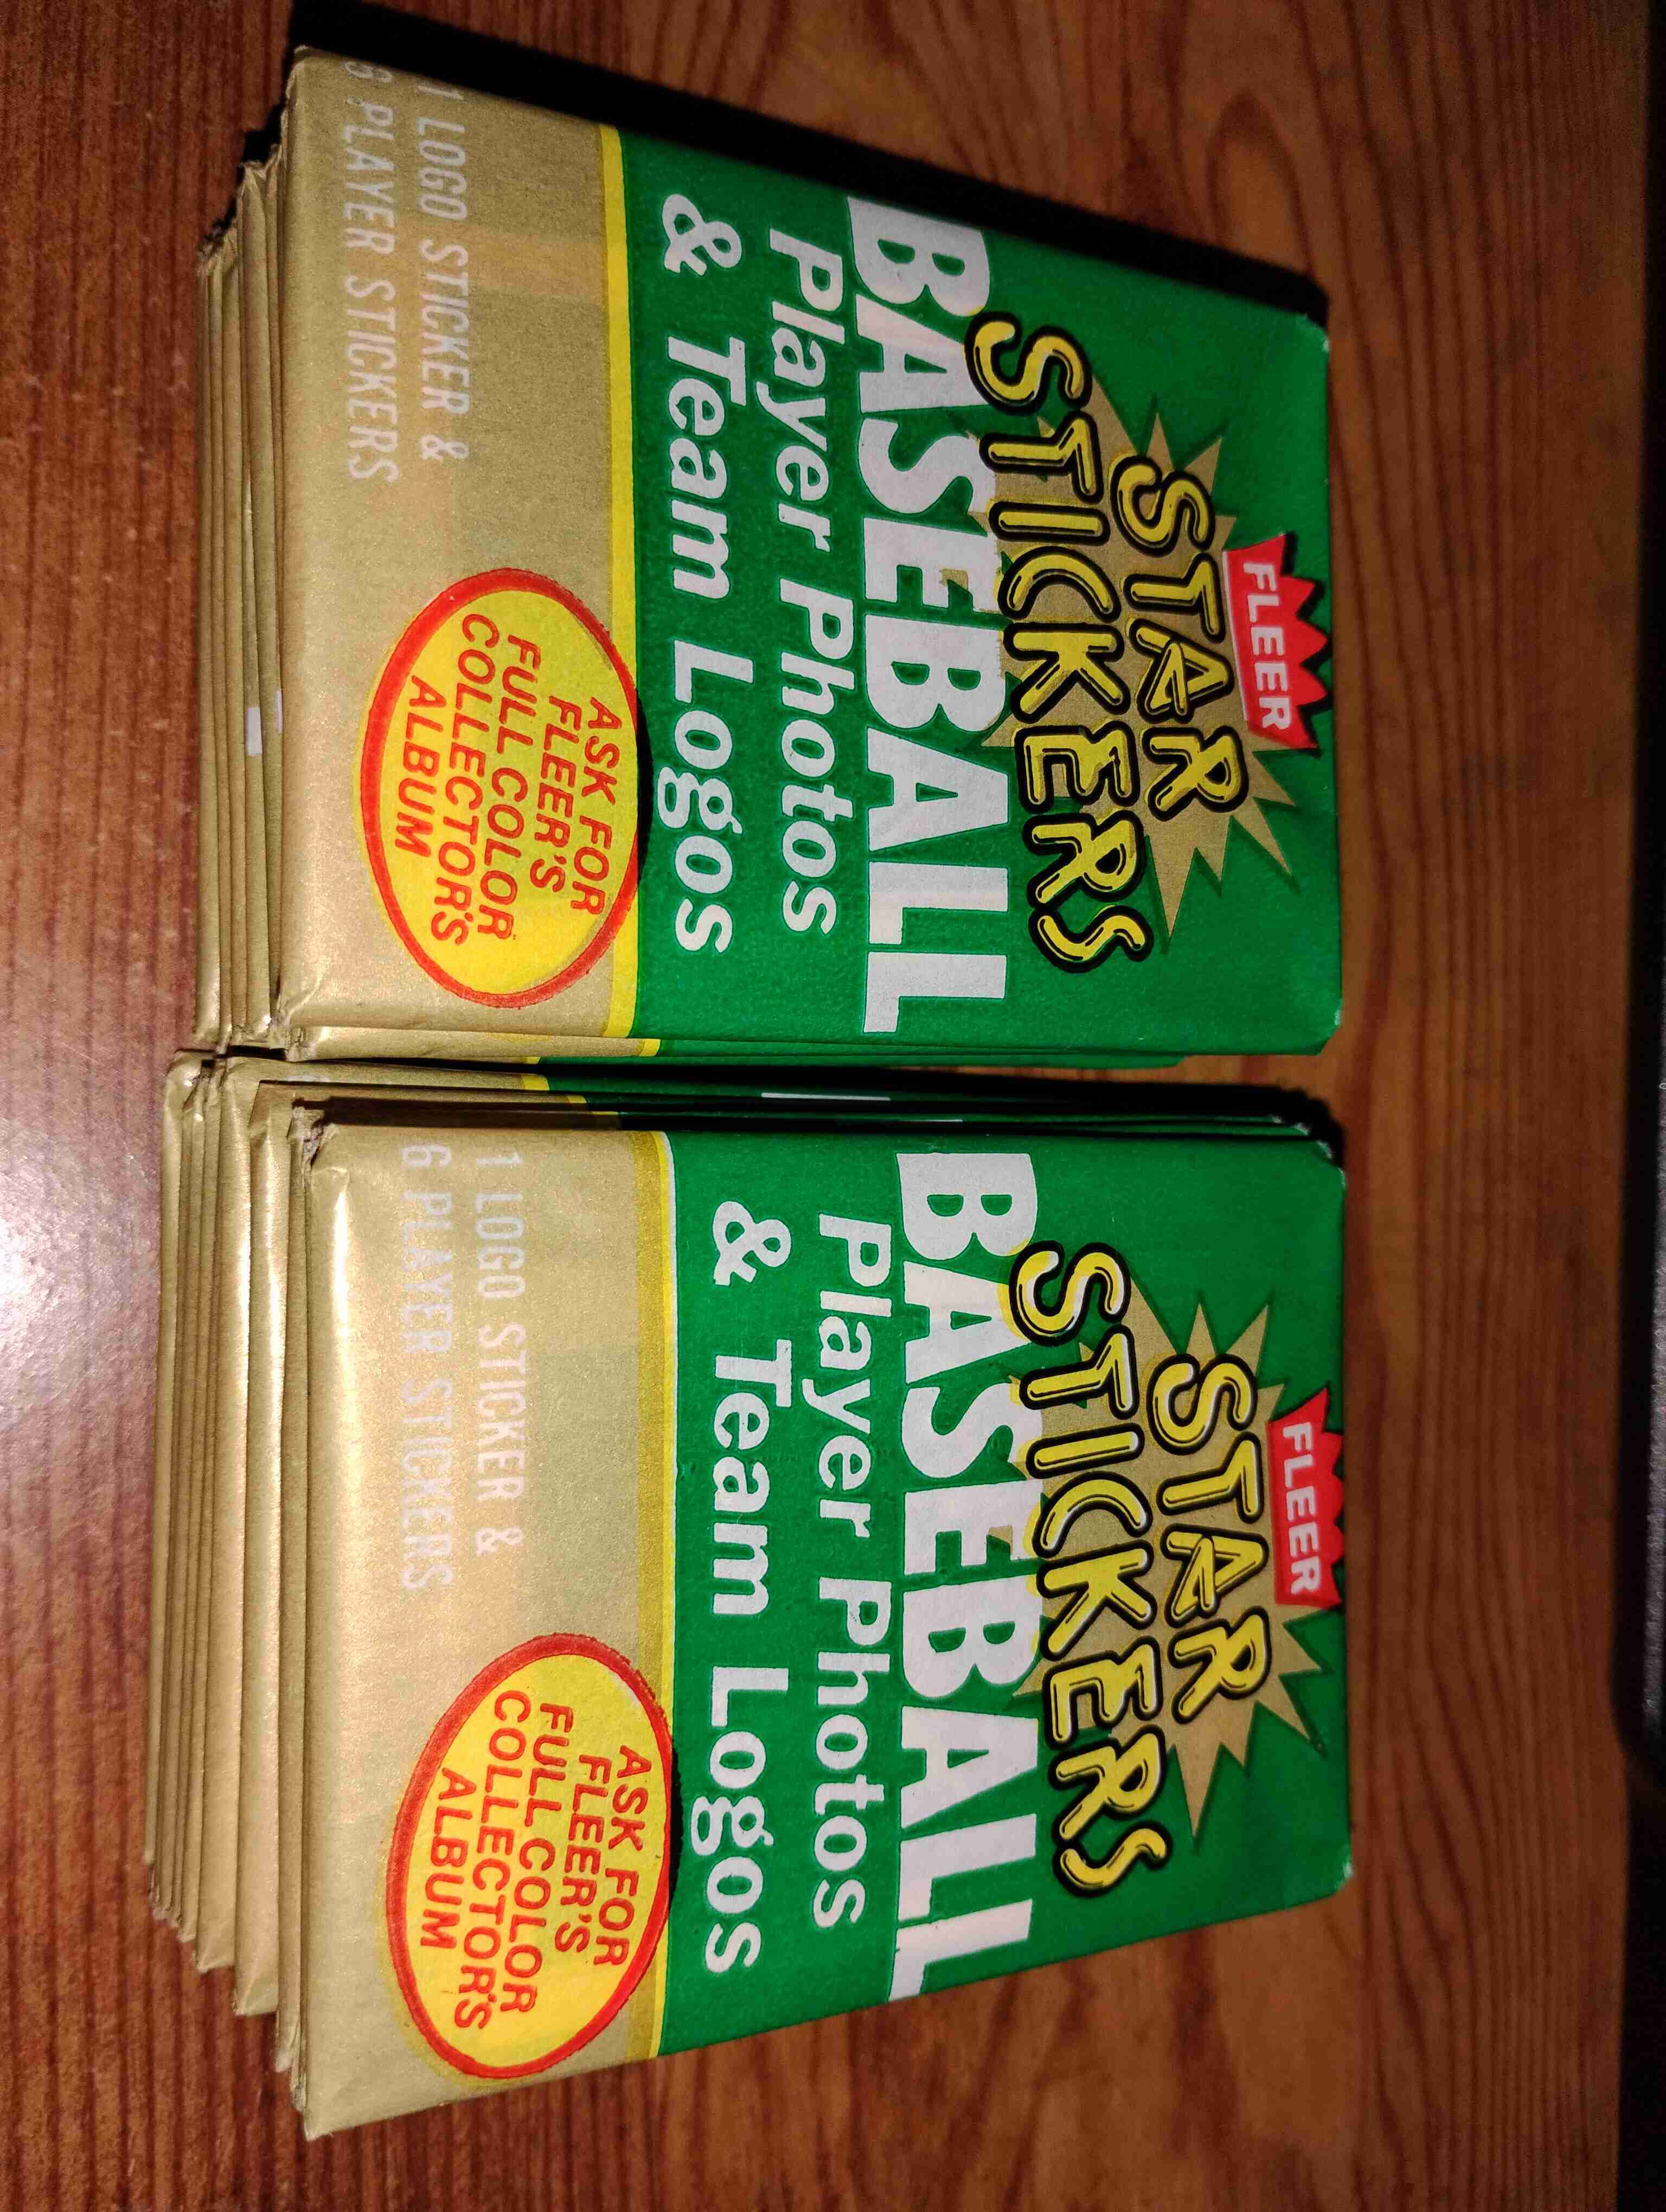 FLEER
STAR
STICKERS
BASEBALL
Player Photos
& Team Logos
ASK FOR
FLEER'S
FULL COLOR
COLLECTOR'S
ALBUM
1 LOGO STICKER &
6 PLAYER STICKERS
FLEER
STAR
STICKERS
BASEBALL
Player Photos
& Team Logos
ASK FOR
FLEER'S
FULL COLOR
COLLECTOR'S
ALBUM
1 LOGO STICKER &
6 PLAYER STICKERS